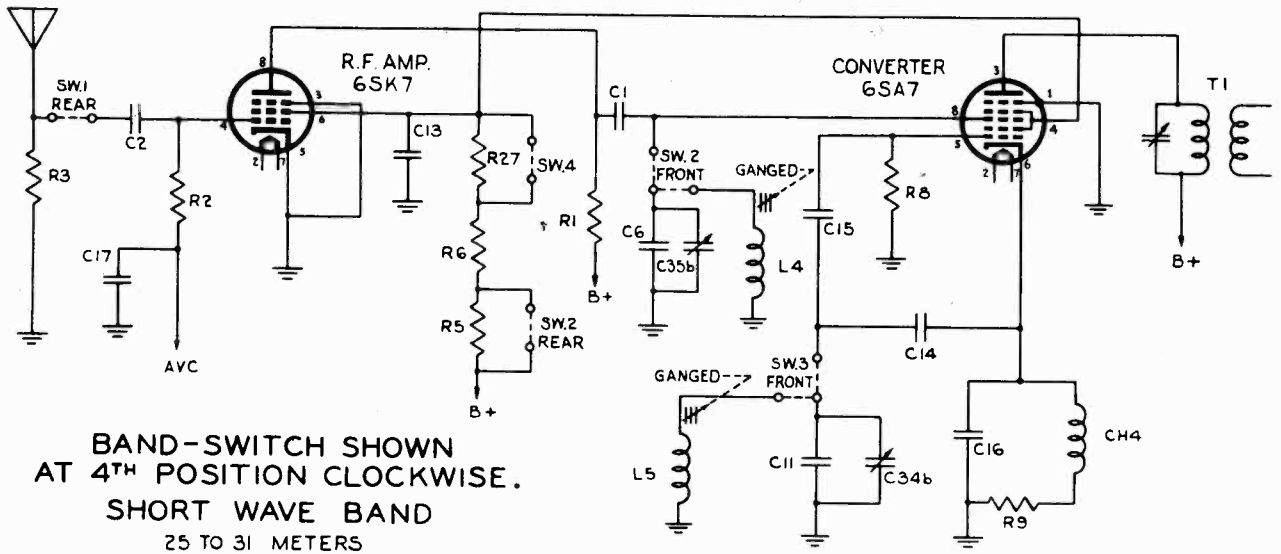 R.F. AMP.
6SK7
CONVERTER
6SA7
T1
SW.1
REAR
C2
R3
R2
C17
AVC
8
3
6
4
5
2
7
C13
R27
SW.4
R6
R5
SW.2
REAR
B+
R1
B+
C1
SW.2
FRONT
GANGED
C6
C35b
L4
3
1
8
4
5
6
2
7
R8
C15
C14
SW.3
FRONT
GANGED
L5
C11
C34b
C16
CH4
R9
B+
BAND-SWITCH SHOWN
AT 4TH POSITION CLOCKWISE.
SHORT WAVE BAND
25 TO 31 METERS